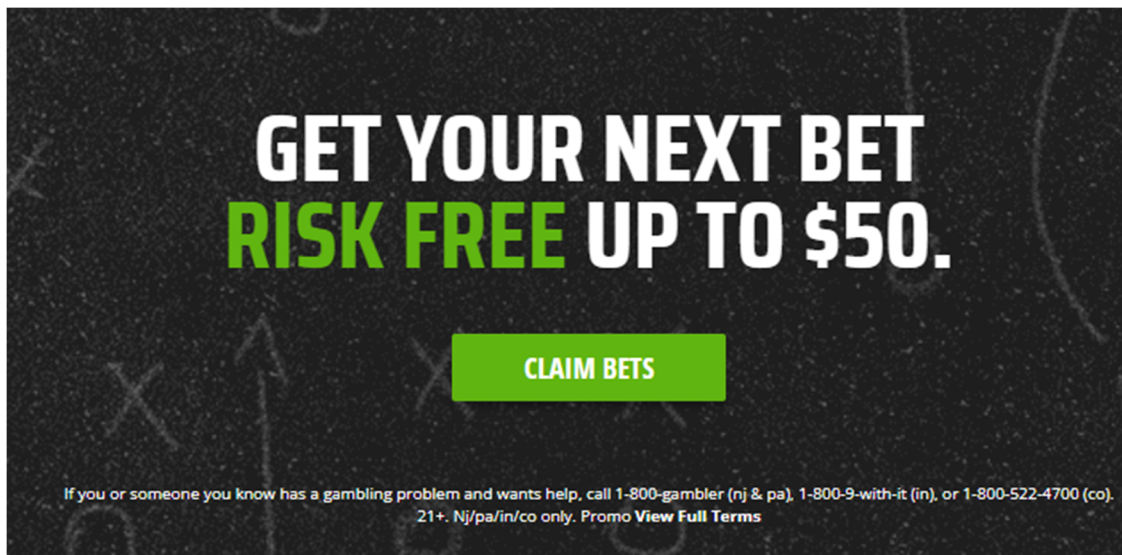 GET YOUR NEXT BET
RISK FREE UP TO $50.
CLAIM BETS
If you or someone you know has a gambling problem and wants help, call 1-800-gambler (nj & pa), 1-800-9-with-it (in), or 1-800-522-4700 (co).
21+. Nj/pa/in/co only. Promo View Full Terms